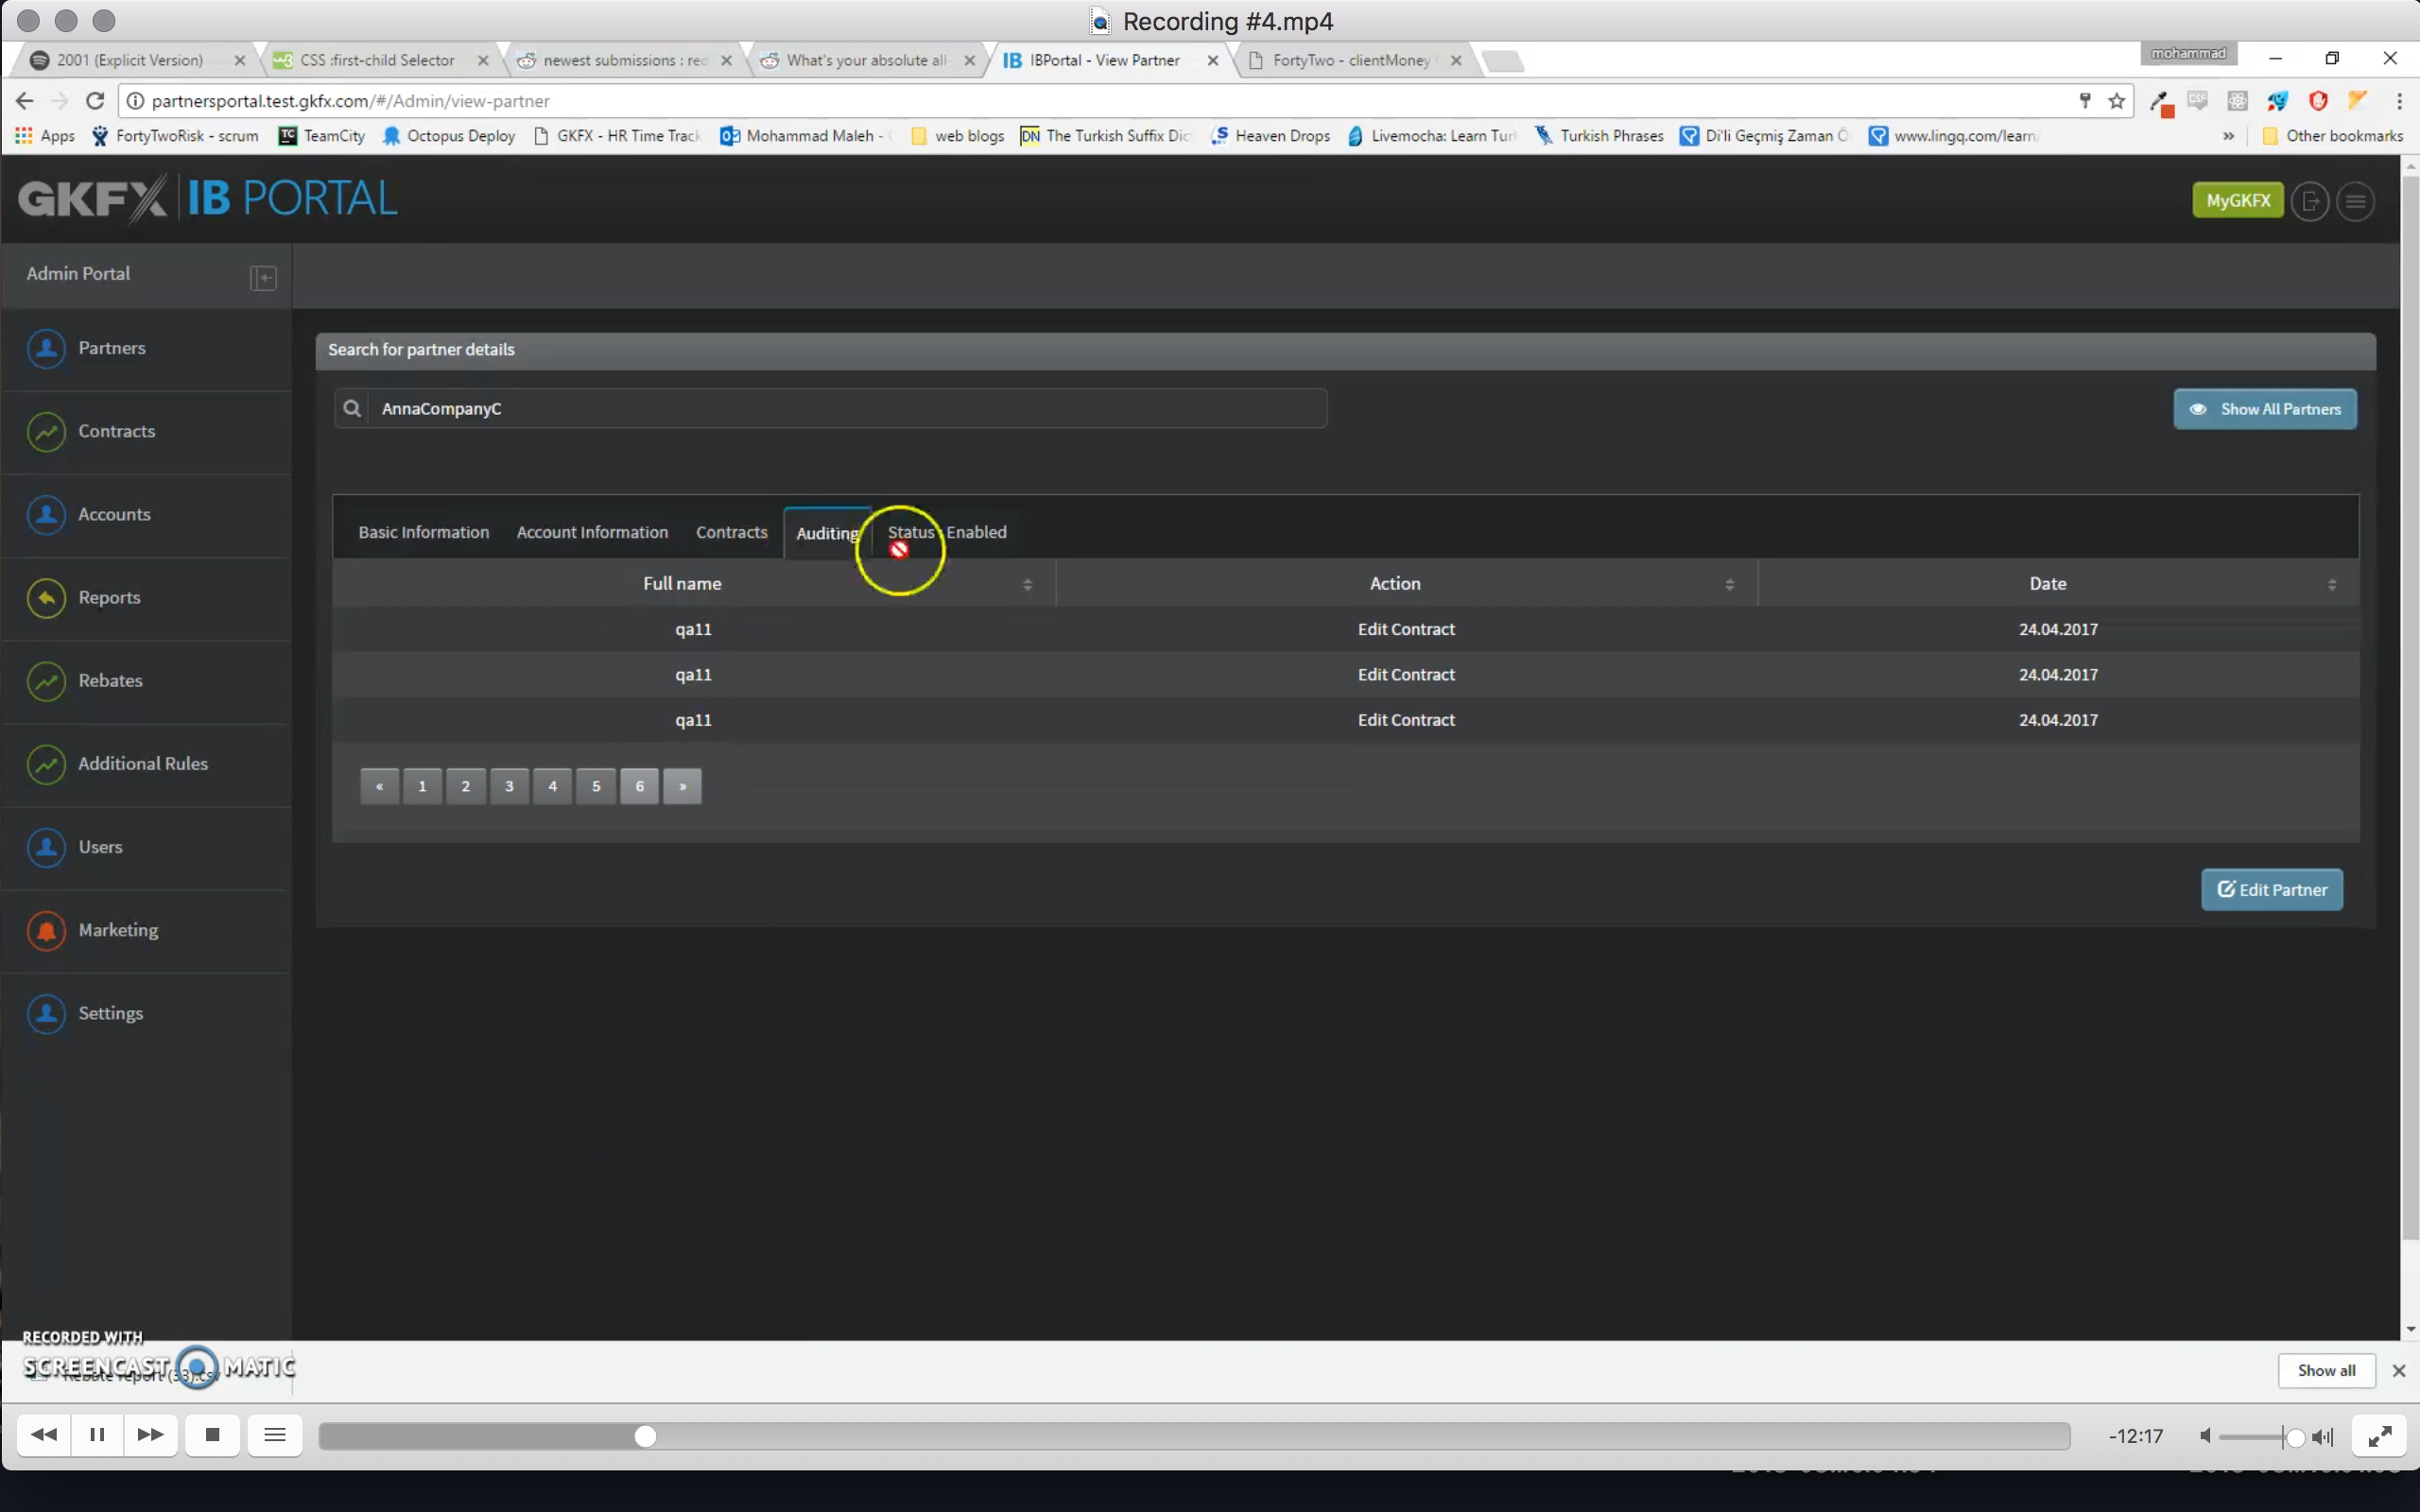 Recording #4.mp4
2001 (Explicit Version)
CSS :first-child Selector
newest submissions : red
What's your absolute all-
IBPortal - View Partner
FortyTwo - clientMoney
mohammad
partnersportal.test.gkfx.com/#/Admin/view-partner
Apps
FortyTwoRisk - scrum
TeamCity
Octopus Deploy
GKFX - HR Time Track
Mohammad Maleh -
web blogs
The Turkish Suffix Dic
Heaven Drops
Livemocha: Learn Turk
Turkish Phrases
Di'li Geçmiş Zaman Ö
www.lingq.com/learn
»
Other bookmarks
GKFX IB PORTAL
MyGKFX
Admin Portal
Partners
Contracts
Accounts
Reports
Rebates
Additional Rules
Users
Marketing
Settings
Search for partner details
AnnaCompanyC
Show All Partners
Basic Information Account Information Contracts Auditing Status : Enabled
Full name Action Date
qa11 Edit Contract 24.04.2017
qa11 Edit Contract 24.04.2017
qa11 Edit Contract 24.04.2017
« 1 2 3 4 5 6 »
Edit Partner
RECORDED WITH
SCREENCAST MATIC
Rebate report (33).csv
Show all
-12:17